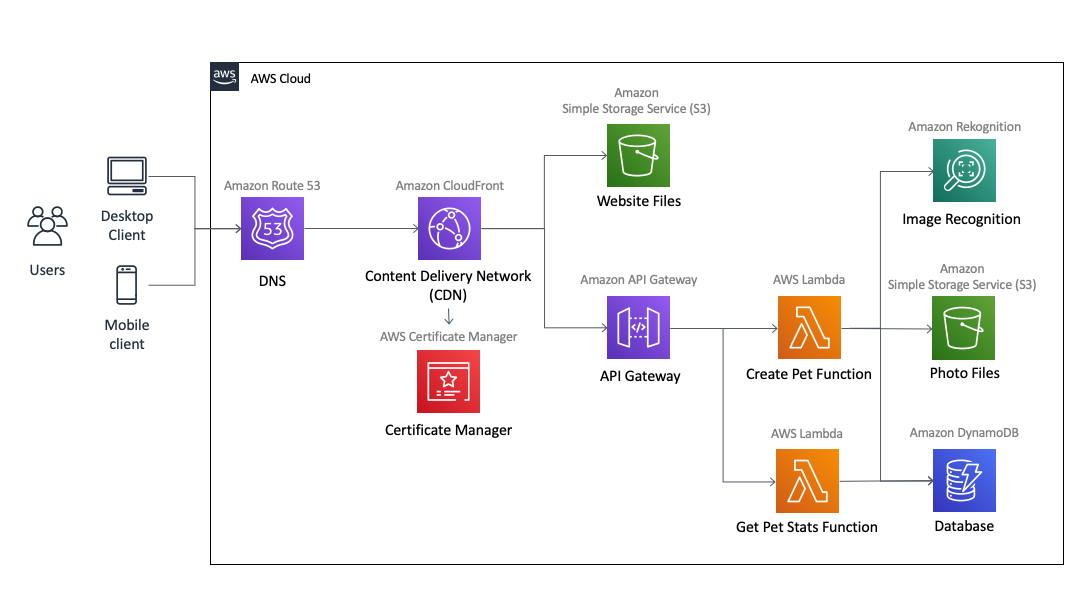 aws
AWS Cloud
Users
Desktop
Client
Mobile
client
Amazon Route 53
53
DNS
Amazon CloudFront
Content Delivery Network
(CDN)
AWS Certificate Manager
Certificate Manager
Amazon
Simple Storage Service (S3)
Website Files
Amazon API Gateway
</>
API Gateway
AWS Lambda
Create Pet Function
AWS Lambda
Get Pet Stats Function
Amazon Rekognition
Image Recognition
Amazon
Simple Storage Service (S3)
Photo Files
Amazon DynamoDB
Database